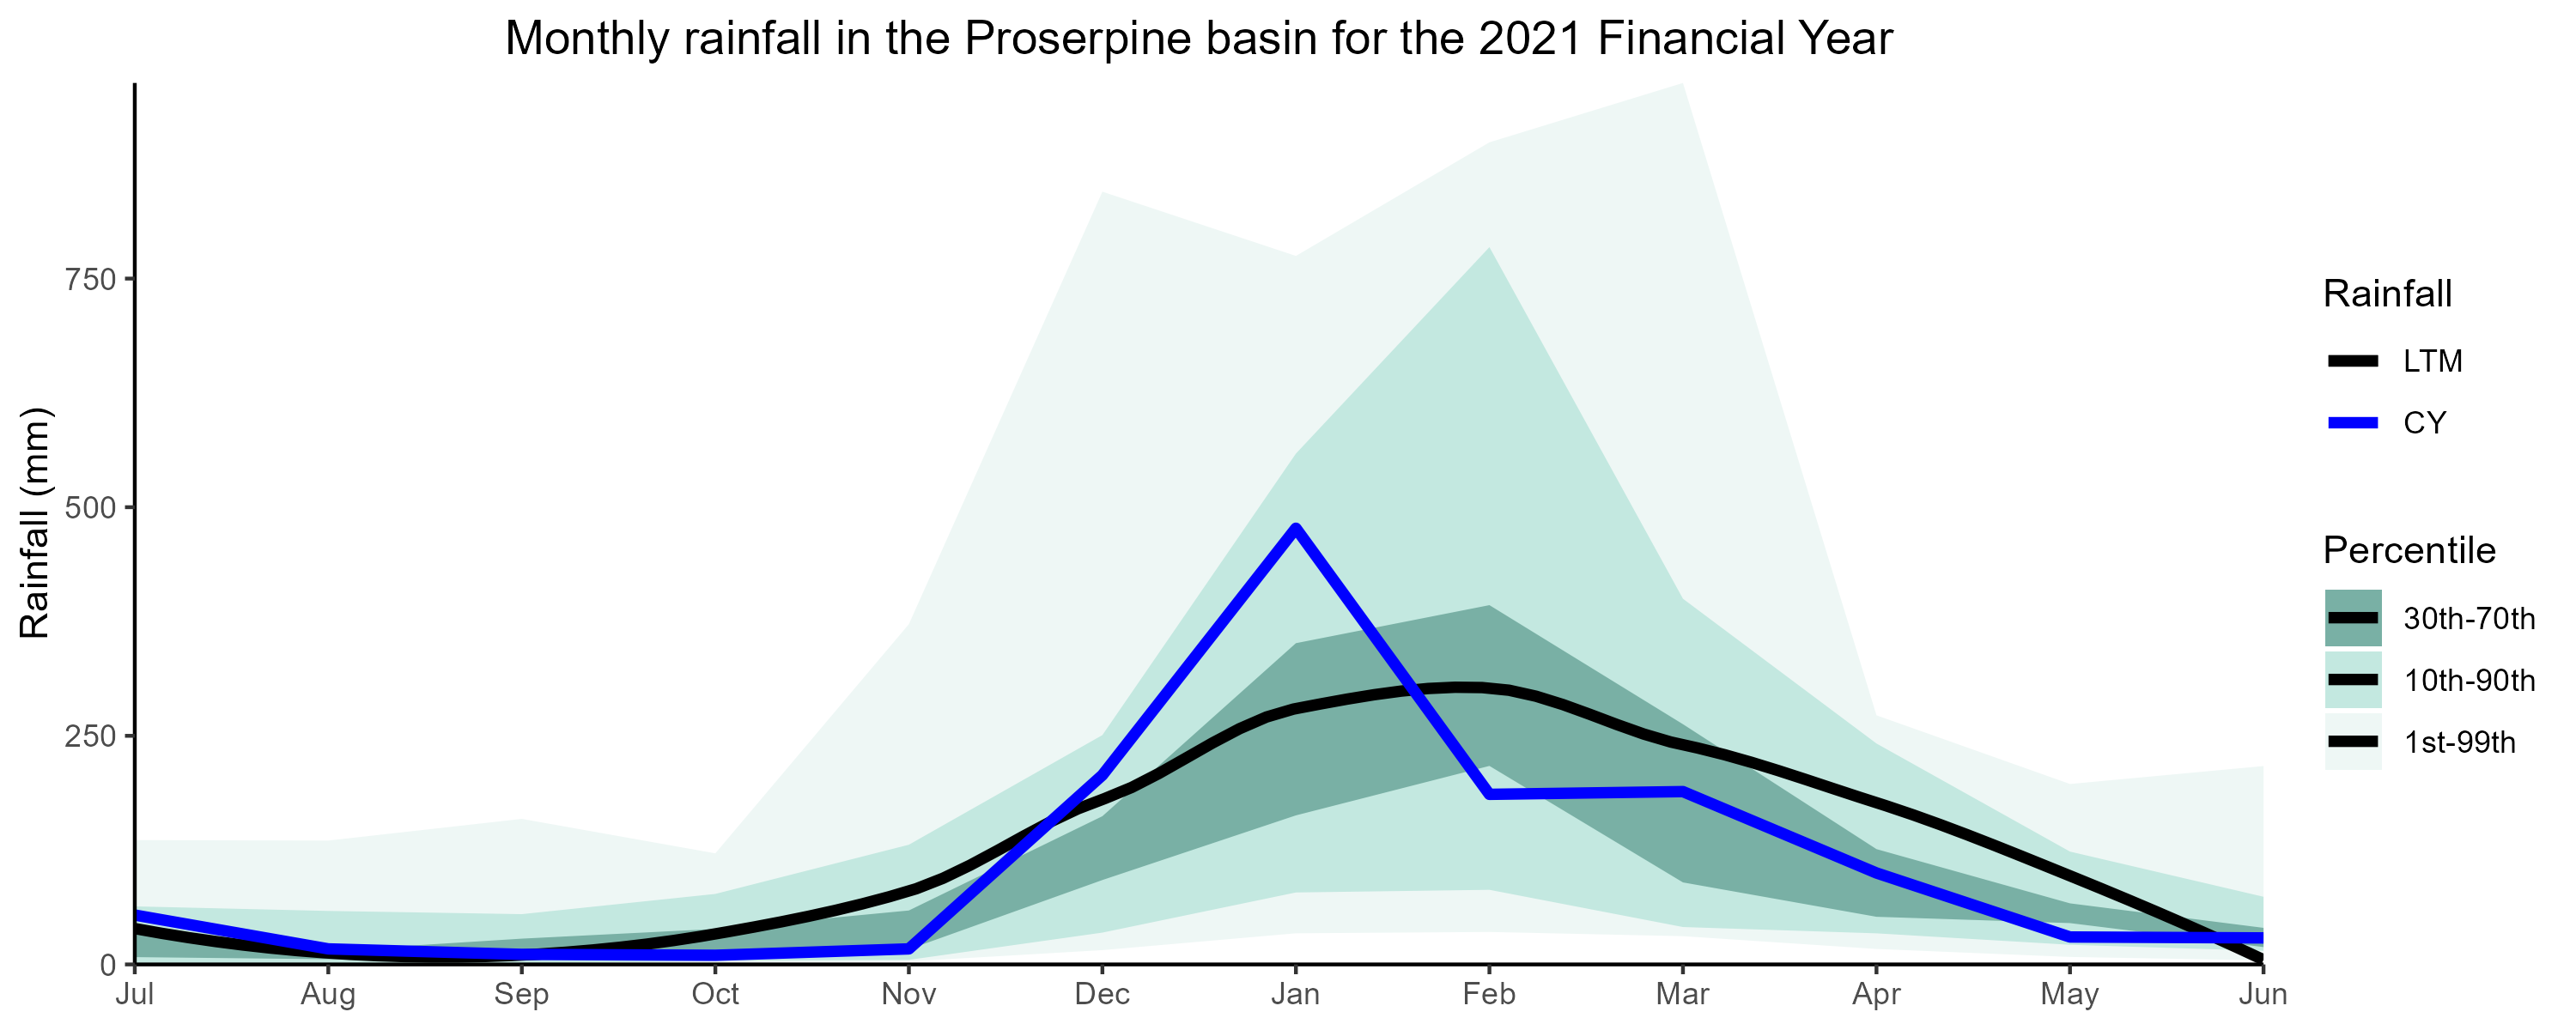 Monthly rainfall in the Proserpine basin for the 2021 Financial Year
Rainfall (mm)
750
500
250
0
Jul Aug Sep Oct Nov Dec Jan Feb Mar Apr May Jun
Rainfall
LTM
CY
Percentile
30th-70th
10th-90th
1st-99th